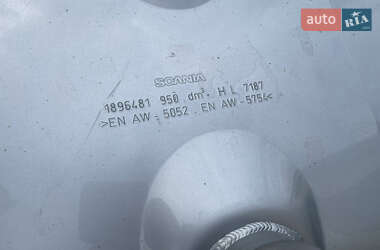 auto RIA
SCANIA
1896481 950 dm³. H L 7187
>EN AW - 5052 . EN AW - 5754<